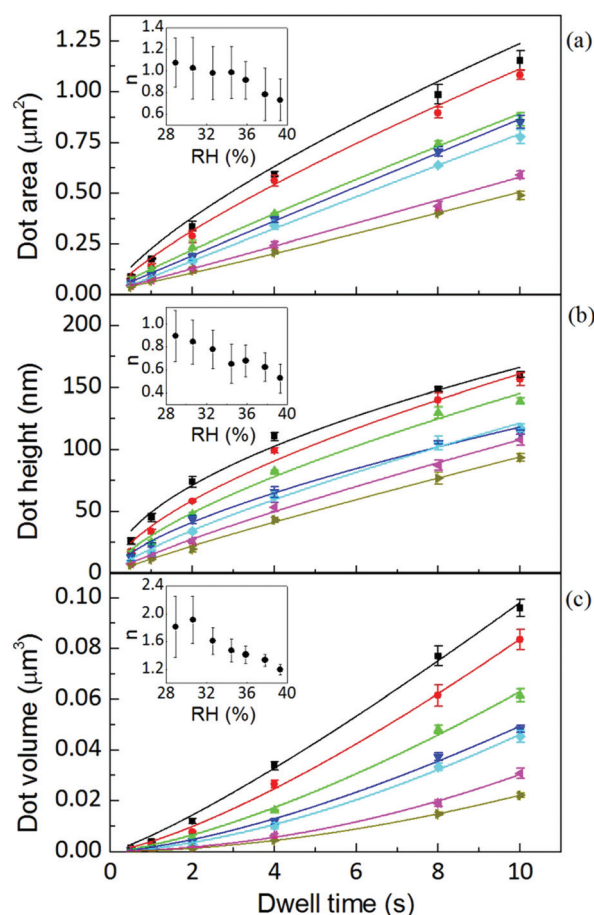 (a)
1.25
1.00
0.75
0.50
0.25
0.00
Dot area (μm²)
1.4
1.2
1.0
0.8
0.6
n
28 32 36 40
RH (%)
(b)
200
150
100
50
0
Dot height (nm)
1.0
0.8
0.6
0.4
n
28 32 36 40
RH (%)
(c)
0.10
0.08
0.06
0.04
0.02
0.00
Dot volume (μm³)
2.4
2.0
1.6
1.2
n
28 30 32 34 36 38 40
RH (%)
0 2 4 6 8 10
Dwell time (s)